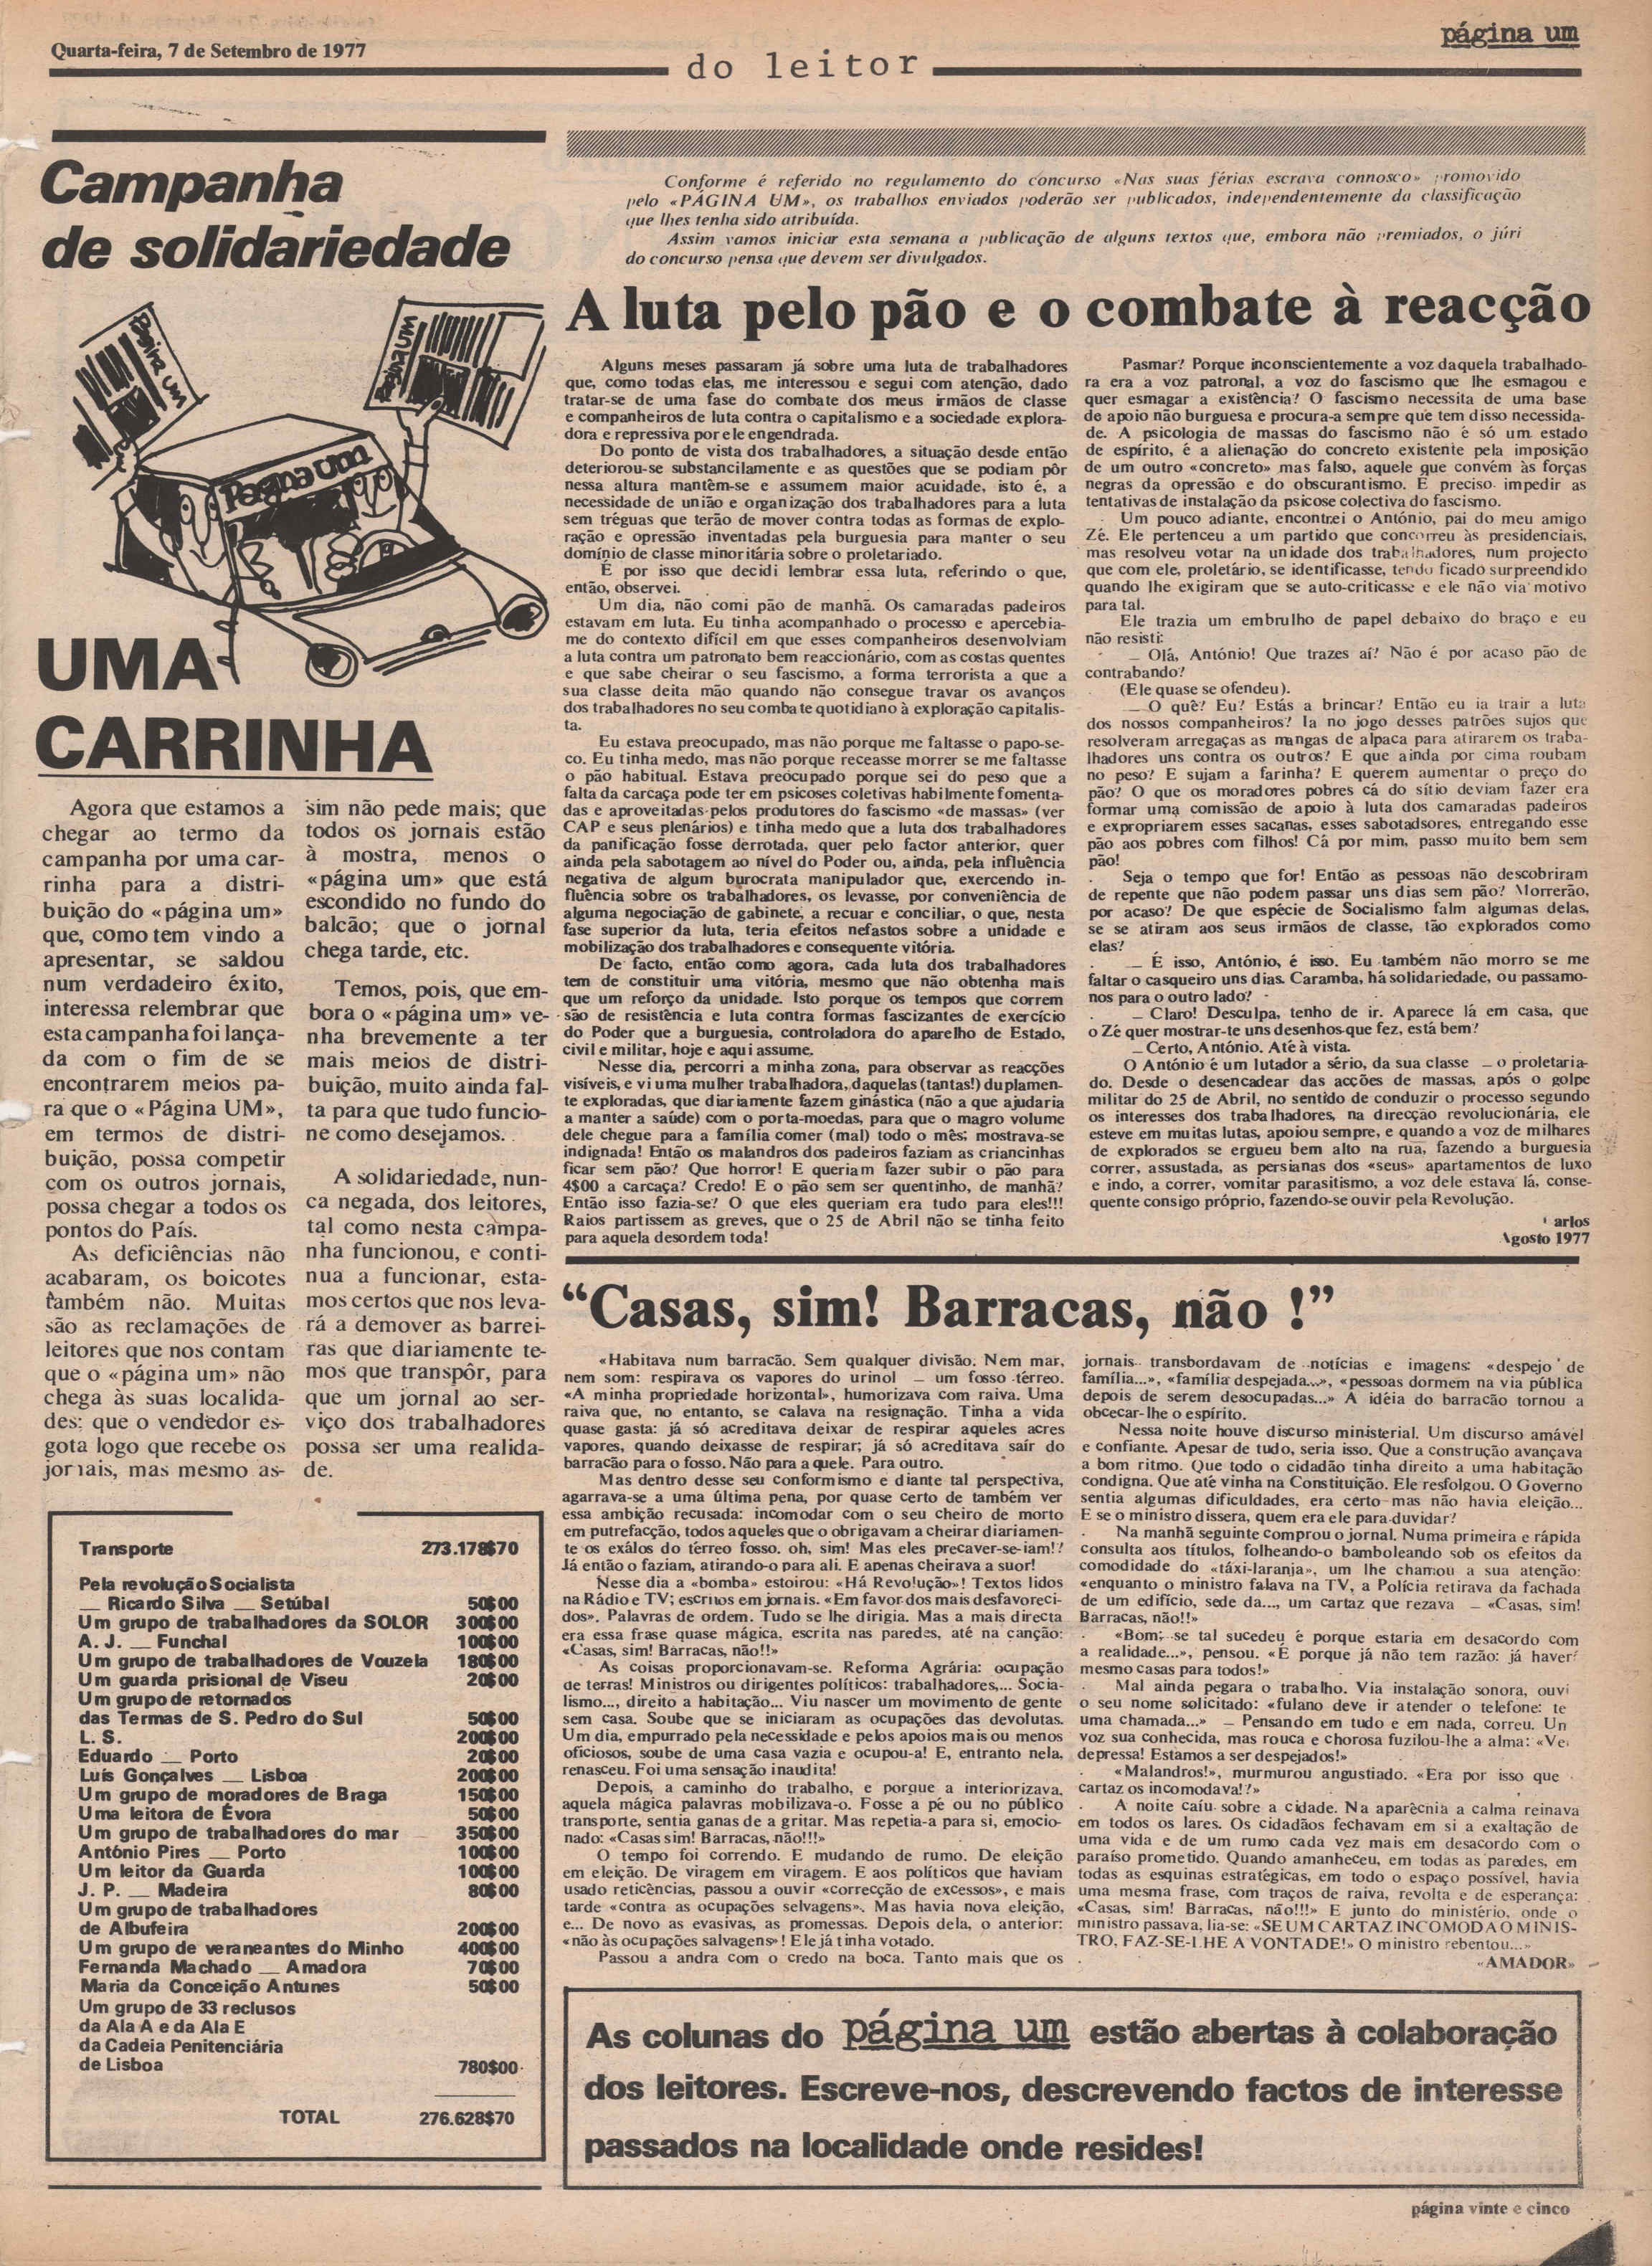 Quarta-feira, 7 de Setembro de 1977
do leitor
página um
Campanha
de solidariedade
Página um
página um
Página um
UMA
CARRINHA
Agora que estamos a
chegar ao termo da
campanha por uma car-
rinha para a distri-
buição do «página um»
que, como tem vindo a
apresentar, se saldou
num verdadeiro éxito,
interessa relembrar que
esta campanha foi lança-
da com o fim de se
encontrarem meios pa-
ra que o «Página UM»,
em termos de distri-
buição, possa competir
com os outros jornais,
possa chegar a todos os
pontos do País.
As deficiências não
acabaram, os boicotes
também não. Muitas
são as reclamações de
leitores que nos contam
que o «página um» não
chega às suas localida-
des: que o vendedor es-
gota logo que recebe os
jornais, mas mesmo as-
sim não pede mais; que
todos os jornais estão
à mostra, menos o
«página um» que está
escondido no fundo do
balcão; que o jornal
chega tarde, etc.
Temos, pois, que em-
bora o «página um» ve-
nha brevemente a ter
mais meios de distri-
buição, muito ainda fal-
ta para que tudo funcio-
ne como desejamos.
A solidariedade, nun-
ca negada, dos leitores,
tal como nesta campa-
nha funcionou, e conti-
nua a funcionar, esta-
mos certos que nos leva-
rá a demover as barrei-
ras que diariamente te-
mos que transpôr, para
que um jornal ao ser-
viço dos trabalhadores
possa ser uma realida-
de.
Transporte 273.178$70
Pela revolução Socialista
— Ricardo Silva — Setúbal 50$00
Um grupo de trabalhadores da SOLOR 300$00
A. J. — Funchal 100$00
Um grupo de trabalhadores de Vouzela 180$00
Um guarda prisional de Viseu 20$00
Um grupo de retornados
das Termas de S. Pedro do Sul 50$00
L. S. 200$00
Eduardo — Porto 20$00
Luís Gonçalves — Lisboa 200$00
Um grupo de moradores de Braga 150$00
Uma leitora de Évora 50$00
Um grupo de trabalhadores do mar 350$00
António Pires — Porto 100$00
Um leitor da Guarda 100$00
J. P. — Madeira 80$00
Um grupo de trabalhadores
de Albufeira 200$00
Um grupo de veraneantes do Minho 400$00
Fernanda Machado — Amadora 70$00
Maria da Conceição Antunes 50$00
Um grupo de 33 reclusos
da Ala A e da Ala E
da Cadeia Penitenciária
de Lisboa 780$00
TOTAL 276.628$70
Conforme é referido no regulamento do concurso «Nas suas férias escrava connosco» promovido
pelo «PÁGINA UM», os trabalhos enviados poderão ser publicados, independentemente da classificação
que lhes tenha sido atribuída.
Assim vamos iniciar esta semana a publicação de alguns textos que, embora não premiados, o júri
do concurso pensa que devem ser divulgados.
A luta pelo pão e o combate à reacção
Alguns meses passaram já sobre uma luta de trabalhadores
que, como todas elas, me interessou e segui com atenção, dado
tratar-se de uma fase do combate dos meus irmãos de classe
e companheiros de luta contra o capitalismo e a sociedade explora-
dora e repressiva por ele engendrada.
Do ponto de vista dos trabalhadores, a situação desde então
deteriorou-se substancilamente e as questões que se podiam pôr
nessa altura mantêm-se e assumem maior acuidade, isto é, a
necessidade de união e organização dos trabalhadores para a luta
sem tréguas que terão de mover contra todas as formas de explo-
ração e opressão inventadas pela burguesia para manter o seu
domínio de classe minoritária sobre o proletariado.
É por isso que decidi lembrar essa luta, referindo o que,
então, observei.
Um dia, não comi pão de manhã. Os camaradas padeiros
estavam em luta. Eu tinha acompanhado o processo e apercebia-
me do contexto difícil em que esses companheiros desenvolviam
a luta contra um patronato bem reaccionário, com as costas quentes
e que sabe cheirar o seu fascismo, a forma terrorista a que a
sua classe deita mão quando não consegue travar os avanços
dos trabalhadores no seu combate quotidiano à exploração capitalis-
ta.
Eu estava preocupado, mas não porque me faltasse o papo-se-
co. Eu tinha medo, mas não porque receasse morrer se me faltasse
o pão habitual. Estava preocupado porque sei do peso que a
falta da carcaça pode ter em psicoses coletivas habilmente fomenta-
das e aproveitadas pelos produtores do fascismo «de massas» (ver
CAP e seus plenários) e tinha medo que a luta dos trabalhadores
da panificação fosse derrotada, quer pelo factor anterior, quer
ainda pela sabotagem ao nível do Poder ou, ainda, pela influência
negativa de algum burocrata manipulador que, exercendo in-
fluência sobre os trabalhadores, os levasse, por conveniência de
alguma negociação de gabinete, a recuar e conciliar, o que, nesta
fase superior da luta, teria efeitos nefastos sobre a unidade e
mobilização dos trabalhadores e consequente vitória.
De facto, então como agora, cada luta dos trabalhadores
tem de constituir uma vitória, mesmo que não obtenha mais
que um reforço da unidade. Isto porque os tempos que correm
são de resistência e luta contra formas fascizantes de exercício
do Poder que a burguesia, controladora do aparelho de Estado,
civil e militar, hoje e aqui assume.
Nesse dia, percorri a minha zona, para observar as reacções
visíveis, e vi uma mulher trabalhadora, daquelas (tantas!) duplamen-
te exploradas, que diariamente fazem ginástica (não a que ajudaria
a manter a saúde) com o porta-moedas, para que o magro volume
dele chegue para a família comer (mal) todo o mês; mostrava-se
indignada! Então os malandros dos padeiros faziam as criancinhas
ficar sem pão? Que horror! E queriam fazer subir o pão para
4$00 a carcaça? Credo! E o pão sem ser quentinho, de manhã?
Então isso fazia-se? O que eles queriam era tudo para eles!!!
Raios partissem as greves, que o 25 de Abril não se tinha feito
para aquela desordem toda!
Pasmar? Porque inconscientemente a voz daquela trabalhado-
ra era a voz patronal, a voz do fascismo que lhe esmagou e
quer esmagar a existência? O fascismo necessita de uma base
de apoio não burguesa e procura-a sempre que tem disso necessida-
de. A psicologia de massas do fascismo não é só um estado
de espírito, é a alienação do concreto existente pela imposição
de um outro «concreto» mas falso, aquele que convém às forças
negras da opressão e do obscurantismo. É preciso impedir as
tentativas de instalação da psicose colectiva do fascismo.
Um pouco adiante, encontrei o António, pai do meu amigo
Zé. Ele pertenceu a um partido que concorreu às presidenciais,
mas resolveu votar na unidade dos trabalhadores, num projecto
que com ele, proletário, se identificasse, tendo ficado surpreendido
quando lhe exigiram que se auto-criticasse e ele não via motivo
para tal.
Ele trazia um embrulho de papel debaixo do braço e eu
não resisti:
— Olá, António! Que trazes aí? Não é por acaso pão de
contrabando?
(Ele quase se ofendeu).
— O quê? Eu? Estás a brincar? Então eu ia trair a luta
dos nossos companheiros? Ia no jogo desses patrões sujos que
resolveram arregaças as mangas de alpaca para atirarem os traba-
lhadores uns contra os outros? E que ainda por cima roubam
no peso? E sujam a farinha? E querem aumentar o preço do
pão? O que os moradores pobres cá do sítio deviam fazer era
formar uma comissão de apoio à luta dos camaradas padeiros
e expropriarem esses sacanas, esses sabotadsores, entregando esse
pão aos pobres com filhos! Cá por mim, passo muito bem sem
pão!
Seja o tempo que for! Então as pessoas não descobriram
de repente que não podem passar uns dias sem pão? Morrerão,
por acaso? De que espécie de Socialismo falm algumas delas,
se se atiram aos seus irmãos de classe, tão explorados como
elas?
— É isso, António, é isso. Eu também não morro se me
faltar o casqueiro uns dias. Caramba, há solidariedade, ou passamo-
nos para o outro lado?
— Claro! Desculpa, tenho de ir. Aparece lá em casa, que
o Zé quer mostrar-te uns desenhos que fez, está bem?
— Certo, António. Até à vista.
O António é um lutador a sério, da sua classe — o proletaria-
do. Desde o desencadear das acções de massas, após o golpe
militar do 25 de Abril, no sentido de conduzir o processo segundo
os interesses dos trabalhadores, na direcção revolucionária, ele
esteve em muitas lutas, apoiou sempre, e quando a voz de milhares
de explorados se ergueu bem alto na rua, fazendo a burguesia
correr, assustada, as persianas dos «seus» apartamentos de luxo
e indo, a correr, vomitar parasitismo, a voz dele estava lá, conse-
quente consigo próprio, fazendo-se ouvir pela Revolução.
arlos
Agosto 1977
“Casas, sim! Barracas, não !”
«Habitava num barracão. Sem qualquer divisão. Nem mar,
nem som: respirava os vapores do urinol — um fosso térreo.
«A minha propriedade horizontal», humorizava com raiva. Uma
raiva que, no entanto, se calava na resignação. Tinha a vida
quase gasta: já só acreditava deixar de respirar aqueles acres
vapores, quando deixasse de respirar; já só acreditava saír do
barracão para o fosso. Não para aquele. Para outro.
Mas dentro desse seu conformismo e diante tal perspectiva,
agarrava-se a uma última pena, por quase certo de também ver
essa ambição recusada: incomodar com o seu cheiro de morto
em putrefacção, todos aqueles que o obrigavam a cheirar diariamen-
te os exálos do térreo fosso. oh, sim! Mas eles precaver-se-iam!?
Já então o faziam, atirando-o para ali. E apenas cheirava a suor!
Nesse dia a «bomba» estoirou: «Há Revolução»! Textos lidos
na Rádio e TV; escritos em jornais. «Em favor dos mais desfavoreci-
dos». Palavras de ordem. Tudo se lhe dirigia. Mas a mais directa
era essa frase quase mágica, escrita nas paredes, até na canção:
«Casas, sim! Barracas, não!!»
As coisas proporcionavam-se. Reforma Agrária: ocupação
de terras! Ministros ou dirigentes políticos: trabalhadores,... Socia-
lismo..., direito a habitação... Viu nascer um movimento de gente
sem casa. Soube que se iniciaram as ocupações das devolutas.
Um dia, empurrado pela necessidade e pelos apoios mais ou menos
oficiosos, soube de uma casa vazia e ocupou-a! E, entranto nela,
renasceu. Foi uma sensação inaudita!
Depois, a caminho do trabalho, e porque a interiorizava,
aquela mágica palavras mobilizava-o. Fosse a pé ou no público
transporte, sentia ganas de a gritar. Mas repetia-a para si, emocio-
nado: «Casas sim! Barracas, não!!!»
O tempo foi correndo. E mudando de rumo. De eleição
em eleição. De viragem em viragem. E aos políticos que haviam
usado reticências, passou a ouvir «correcção de excessos», e mais
tarde «contra as ocupações selvagens». Mas havia nova eleição,
e... De novo as evasivas, as promessas. Depois dela, o anterior:
«não às ocupações salvagens»! Ele já tinha votado.
Passou a andra com o credo na boca. Tanto mais que os
jornais transbordavam de notícias e imagens: «despejo de
família...», «família despejada...», «pessoas dormem na via pública
depois de serem desocupadas...» A idéia do barracão tornou a
obcecar-lhe o espírito.
Nessa noite houve discurso ministerial. Um discurso amável
e confiante. Apesar de tudo, seria isso. Que a construção avançava
a bom ritmo. Que todo o cidadão tinha direito a uma habitação
condigna. Que até vinha na Constituição. Ele resfolgou. O Governo
sentia algumas dificuldades, era certo mas não havia eleição...
E se o ministro dissera, quem era ele para duvidar?
Na manhã seguinte comprou o jornal. Numa primeira e rápida
consulta aos títulos, folheando-o bamboleando sob os efeitos da
comodidade do «táxi-laranja», um lhe chamou a sua atenção:
«enquanto o ministro falava na TV, a Polícia retirava da fachada
de um edifício, sede da..., um cartaz que rezava — «Casas, sim!
Barracas, não!!»
«Bom; se tal sucedeu é porque estaria em desacordo com
a realidade...», pensou. «É porque já não tem razão: já haver
mesmo casas para todos!»
Mal ainda pegara o trabalho. Via instalação sonora, ouvi
o seu nome solicitado: «fulano deve ir atender o telefone: te
uma chamada...» — Pensando em tudo e em nada, correu. Un
voz sua conhecida, mas rouca e chorosa fuzilou-lhe a alma: «Ve
depressa! Estamos a ser despejados!»
«Malandros!», murmurou angustiado. «Era por isso que
cartaz os incomodava!?»
A noite caíu sobre a cidade. Na aparêcnia a calma reinava
em todos os lares. Os cidadãos fechavam em si a exaltação de
uma vida e de um rumo cada vez mais em desacordo com o
paraíso prometido. Quando amanheceu, em todas as paredes, em
todas as esquinas estratégicas, em todo o espaço possível, havia
uma mesma frase, com traços de raiva, revolta e de esperança:
«Casas, sim! Barracas, não!!!» E junto do ministério, onde o
ministro passava, lia-se: «SE UM CARTAZ INCOMODA O MINIS-
TRO, FAZ-SE-LHE A VONTADE!» O ministro rebentou...»
«AMADOR»
As colunas do página um estão abertas à colaboração
dos leitores. Escreve-nos, descrevendo factos de interesse
passados na localidade onde resides!
página vinte e cinco